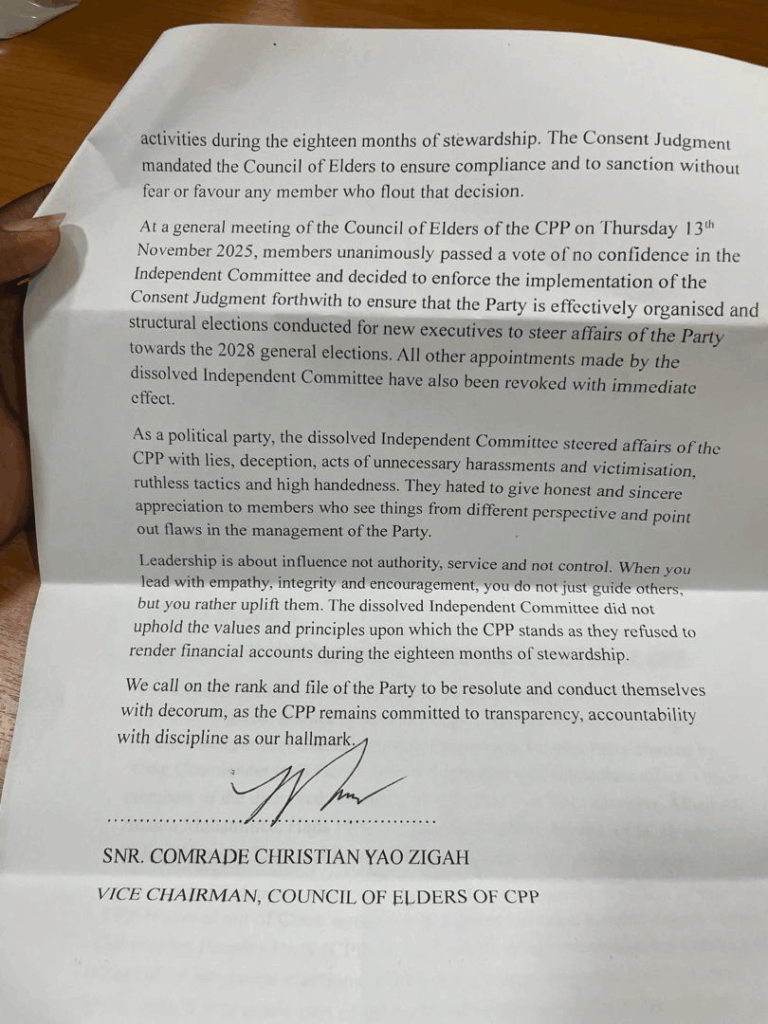 activities during the eighteen months of stewardship. The Consent Judgment
mandated the Council of Elders to ensure compliance and to sanction without
fear or favour any member who flout that decision.
At a general meeting of the Council of Elders of the CPP on Thursday 13th
November 2025, members unanimously passed a vote of no confidence in the
Independent Committee and decided to enforce the implementation of the
Consent Judgment forthwith to ensure that the Party is effectively organised and
structural elections conducted for new executives to steer affairs of the Party
towards the 2028 general elections. All other appointments made by the
dissolved Independent Committee have also been revoked with immediate
effect.
As a political party, the dissolved Independent Committee steered affairs of the
CPP with lies, deception, acts of unnecessary harassments and victimisation,
ruthless tactics and high handedness. They hated to give honest and sincere
appreciation to members who see things from different perspective and point
out flaws in the management of the Party.
Leadership is about influence not authority, service and not control. When you
lead with empathy, integrity and encouragement, you do not just guide others,
but you rather uplift them. The dissolved Independent Committee did not
uphold the values and principles upon which the CPP stands as they refused to
render financial accounts during the eighteen months of stewardship.
We call on the rank and file of the Party to be resolute and conduct themselves
with decorum, as the CPP remains committed to transparency, accountability
with discipline as our hallmark.
SNR. COMRADE CHRISTIAN YAO ZIGAH
VICE CHAIRMAN, COUNCIL OF ELDERS OF CPP